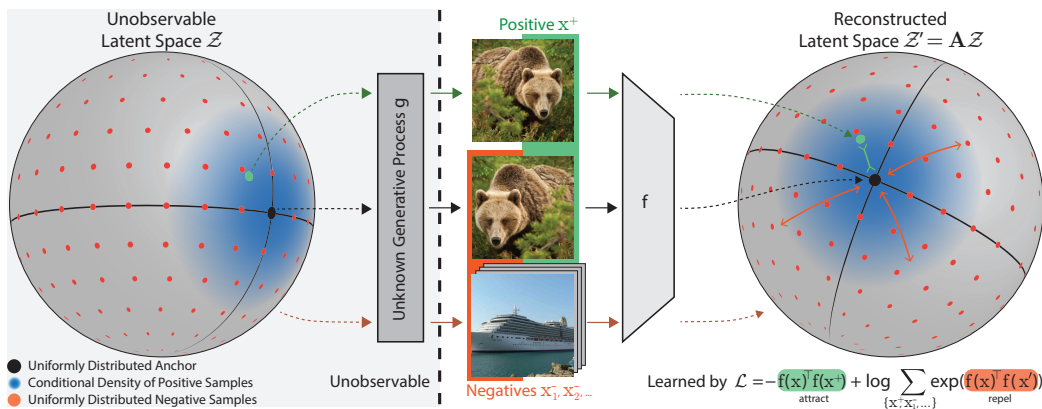 Unobservable
Latent Space 𝒵
Positive x⁺
Reconstructed
Latent Space 𝒵′ = A𝒵
Unknown Generative Process g
f
Uniformly Distributed Anchor
Conditional Density of Positive Samples
Uniformly Distributed Negative Samples
Unobservable
Negatives x₁⁻, x₂⁻, ...
Learned by ℒ = −f(x)ᵀf(x⁺) + log ∑ exp(f(x)ᵀf(x′))
{x⁺,x₁⁻,...}
attract
repel